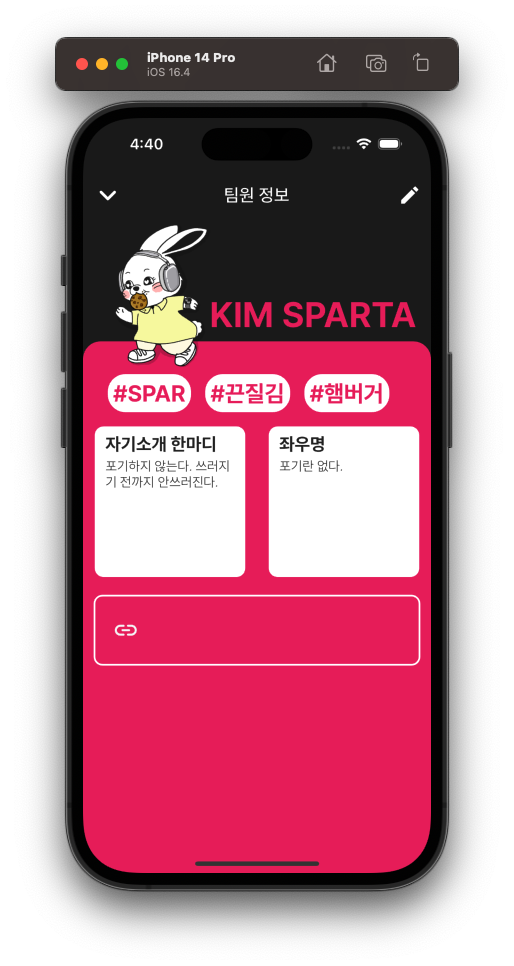 iPhone 14 Pro
iOS 16.4
4:40
팀원 정보
KIM SPARTA
#SPAR #끈질김 #햄버거
자기소개 한마디
포기하지 않는다. 쓰러지
기 전까지 안쓰러진다.
좌우명
포기란 없다.